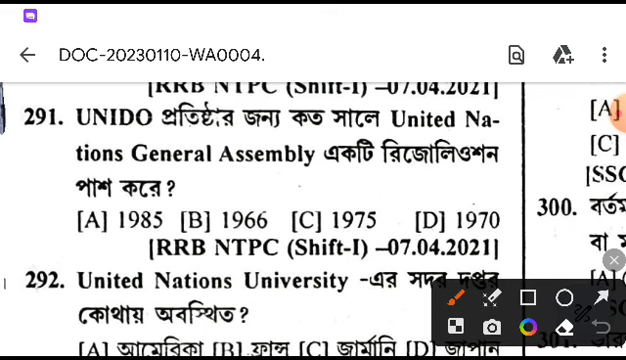 DOC-20230110-WA0004.
[RRB NTPC (Shift-I) –07.04.2021]
291. UNIDO প্রতিষ্ঠার জন্য কত সালে United Na-
tions General Assembly একটি রিজোলিওশন
পাশ করে?
[A] 1985 [B] 1966 [C] 1975 [D] 1970
[RRB NTPC (Shift-I) –07.04.2021]
292. United Nations University -এর সদর দপ্তর
কোথায় অবস্থিত?
[A] আমেরিকা [B] ফ্রান্স [C] জার্মানি [D] জাপান
[A]
[C]
[SSC
300.
বা
[A]
301.